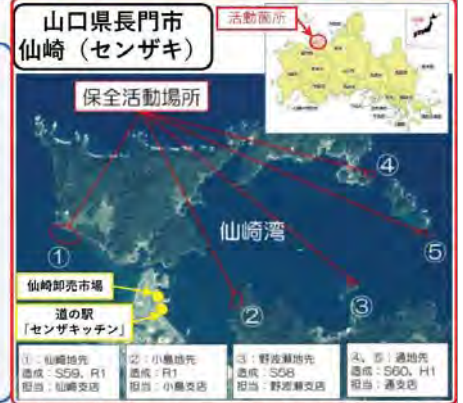 山口県長門市
仙崎（センザキ）
活動箇所
保全活動場所
④
仙崎湾
⑤
①
仙崎卸売市場
道の駅
「センザキッチン」
②
③
①：仙崎地先
造成：S59、R1
担当：仙崎支店
②：小島地先
造成：R1
担当：小島支店
③：野波瀬地先
造成：S58
担当：野波瀬支店
④、⑤：通地先
造成：S60、H1
担当：通支店